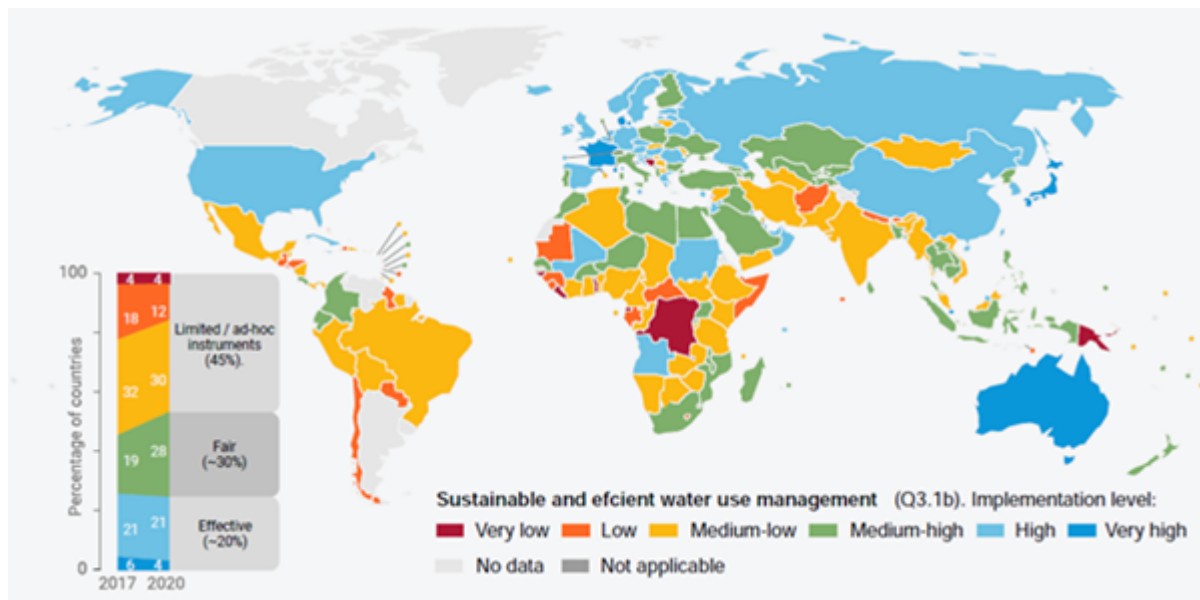 100
4 4
18 12
32 30
19 28
21 21
6 4
0
2017 2020
Percentage of countries
Limited / ad-hoc
instruments
(45%).
Fair
(~30%)
Effective
(~20%)
Sustainable and efcient water use management (Q3.1b). Implementation level:
Very low Low Medium-low Medium-high High Very high
No data Not applicable